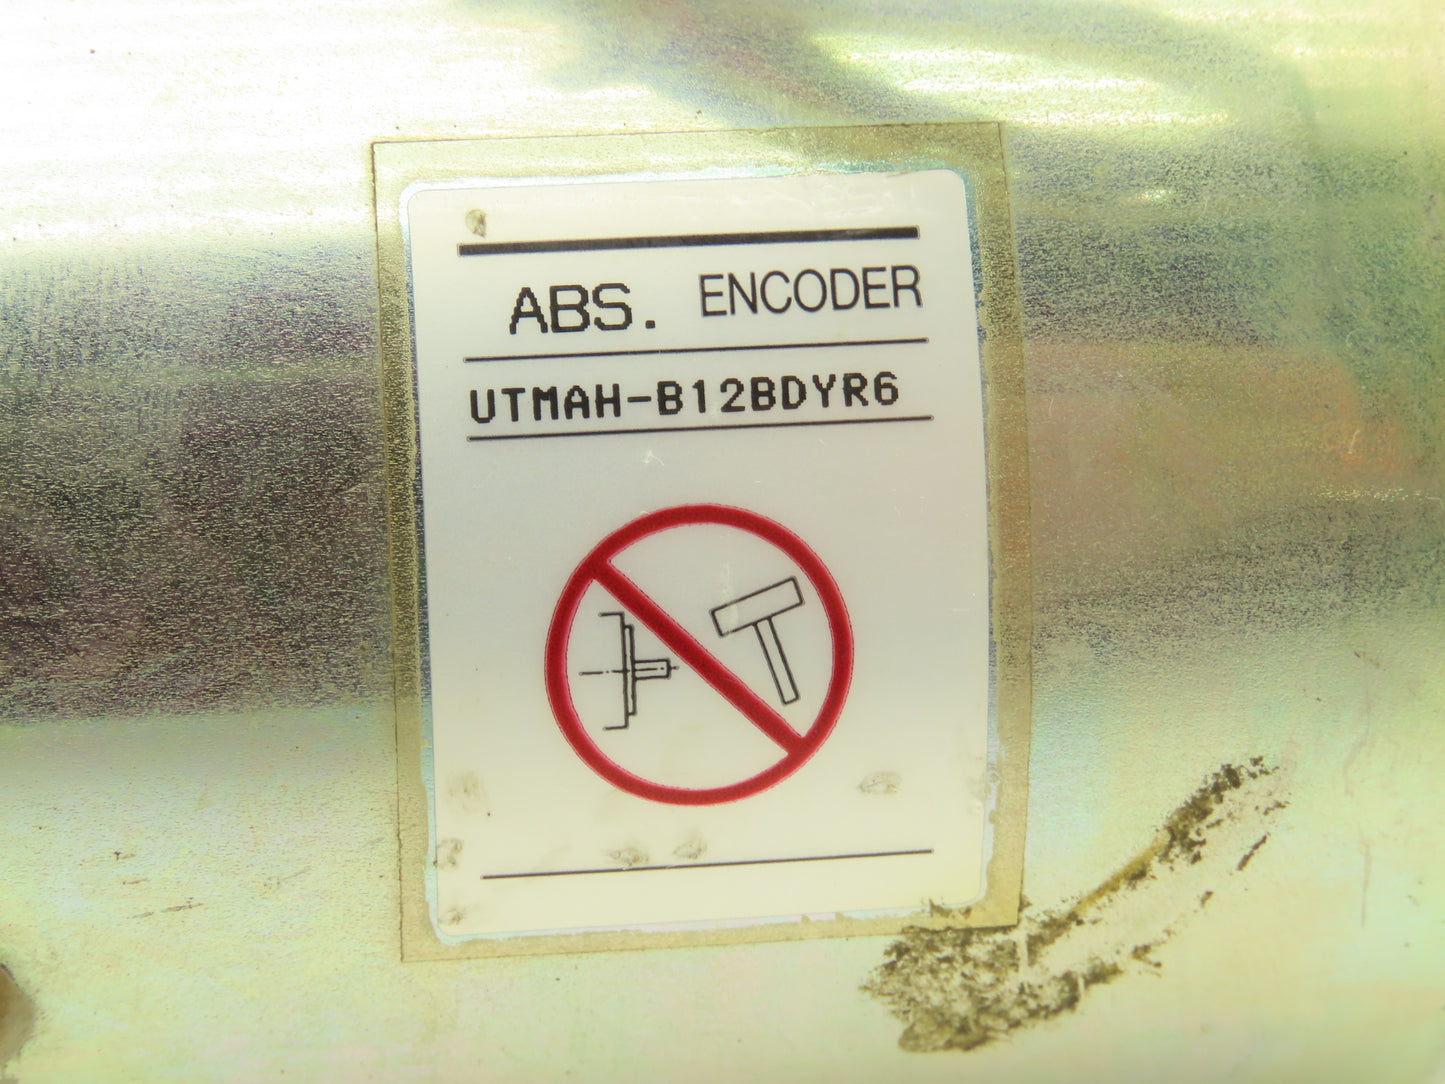 ABS. ENCODER
UTMAH-B12BDYR6